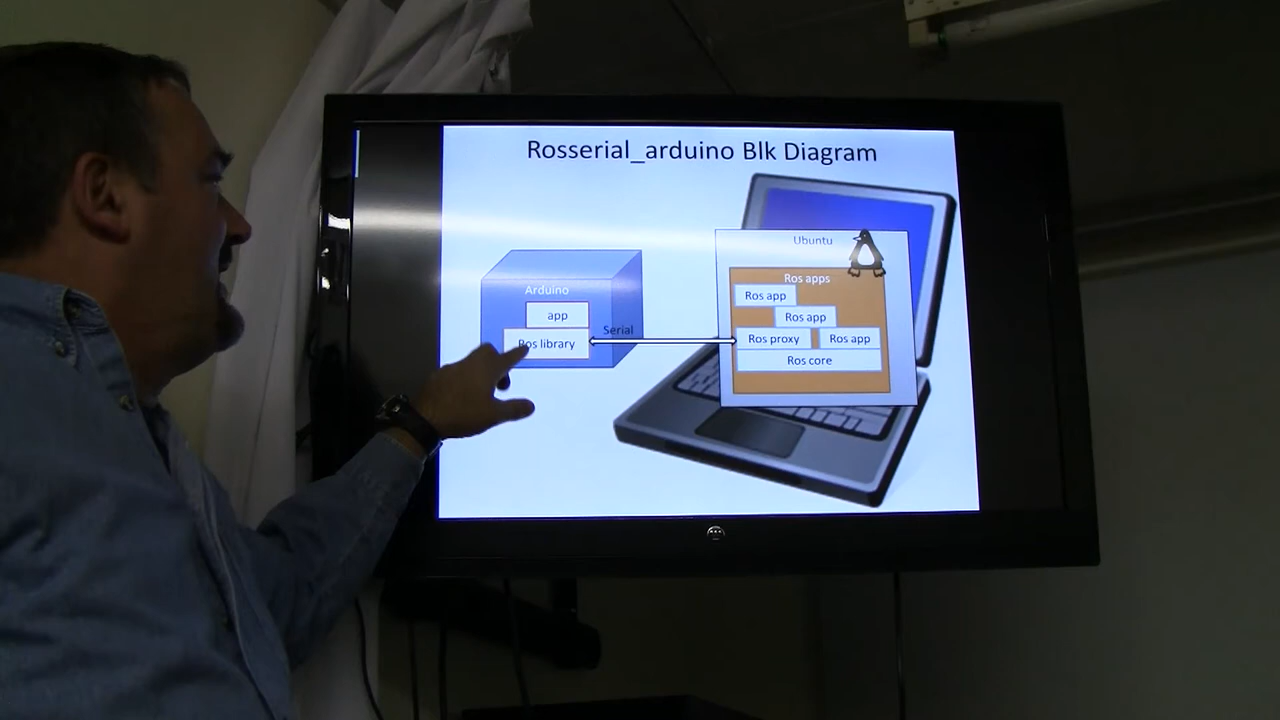 Rosserial_arduino Blk Diagram
Ubuntu
Arduino
Ros apps
Ros app
app
Ros app
Serial
Ros library
Ros proxy
Ros app
Ros core